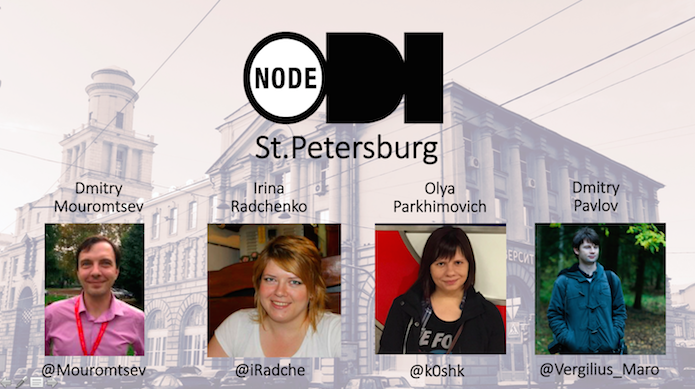 NODE
ODI
St.Petersburg
Dmitry
Mouromtsev
Irina
Radchenko
Olya
Parkhimovich
Dmitry
Pavlov
@Mouromtsev
@iRadche
@k0shk
@Vergilius_Maro